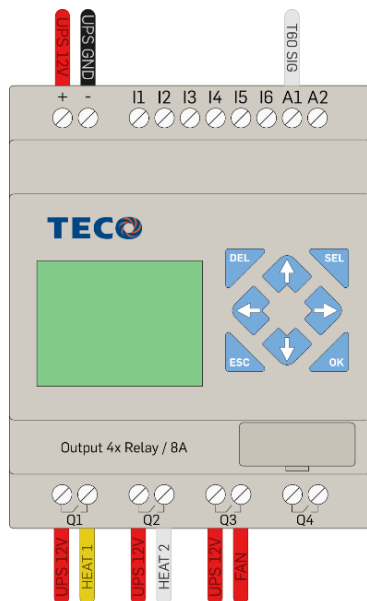 UPS 12V
UPS GND
T60 SIG
+ - I1 I2 I3 I4 I5 I6 A1 A2
TECO
DEL
SEL
ESC
OK
Output 4x Relay / 8A
Q1 Q2 Q3 Q4
UPS 12V
HEAT 1
UPS 12V
HEAT 2
UPS 12V
FAN